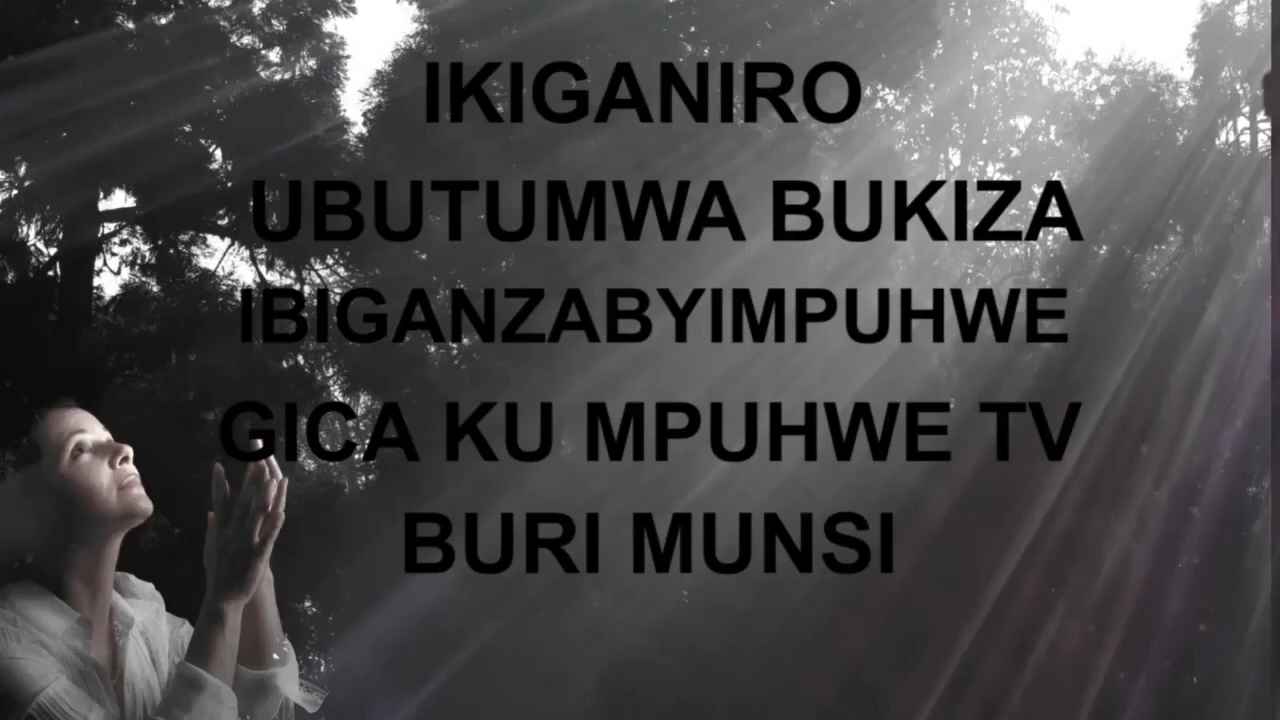 IKIGANIRO
UBUTUMWA BUKIZA
IBIGANZABYIMPUHWE
GICA KU MPUHWE TV
BURI MUNSI